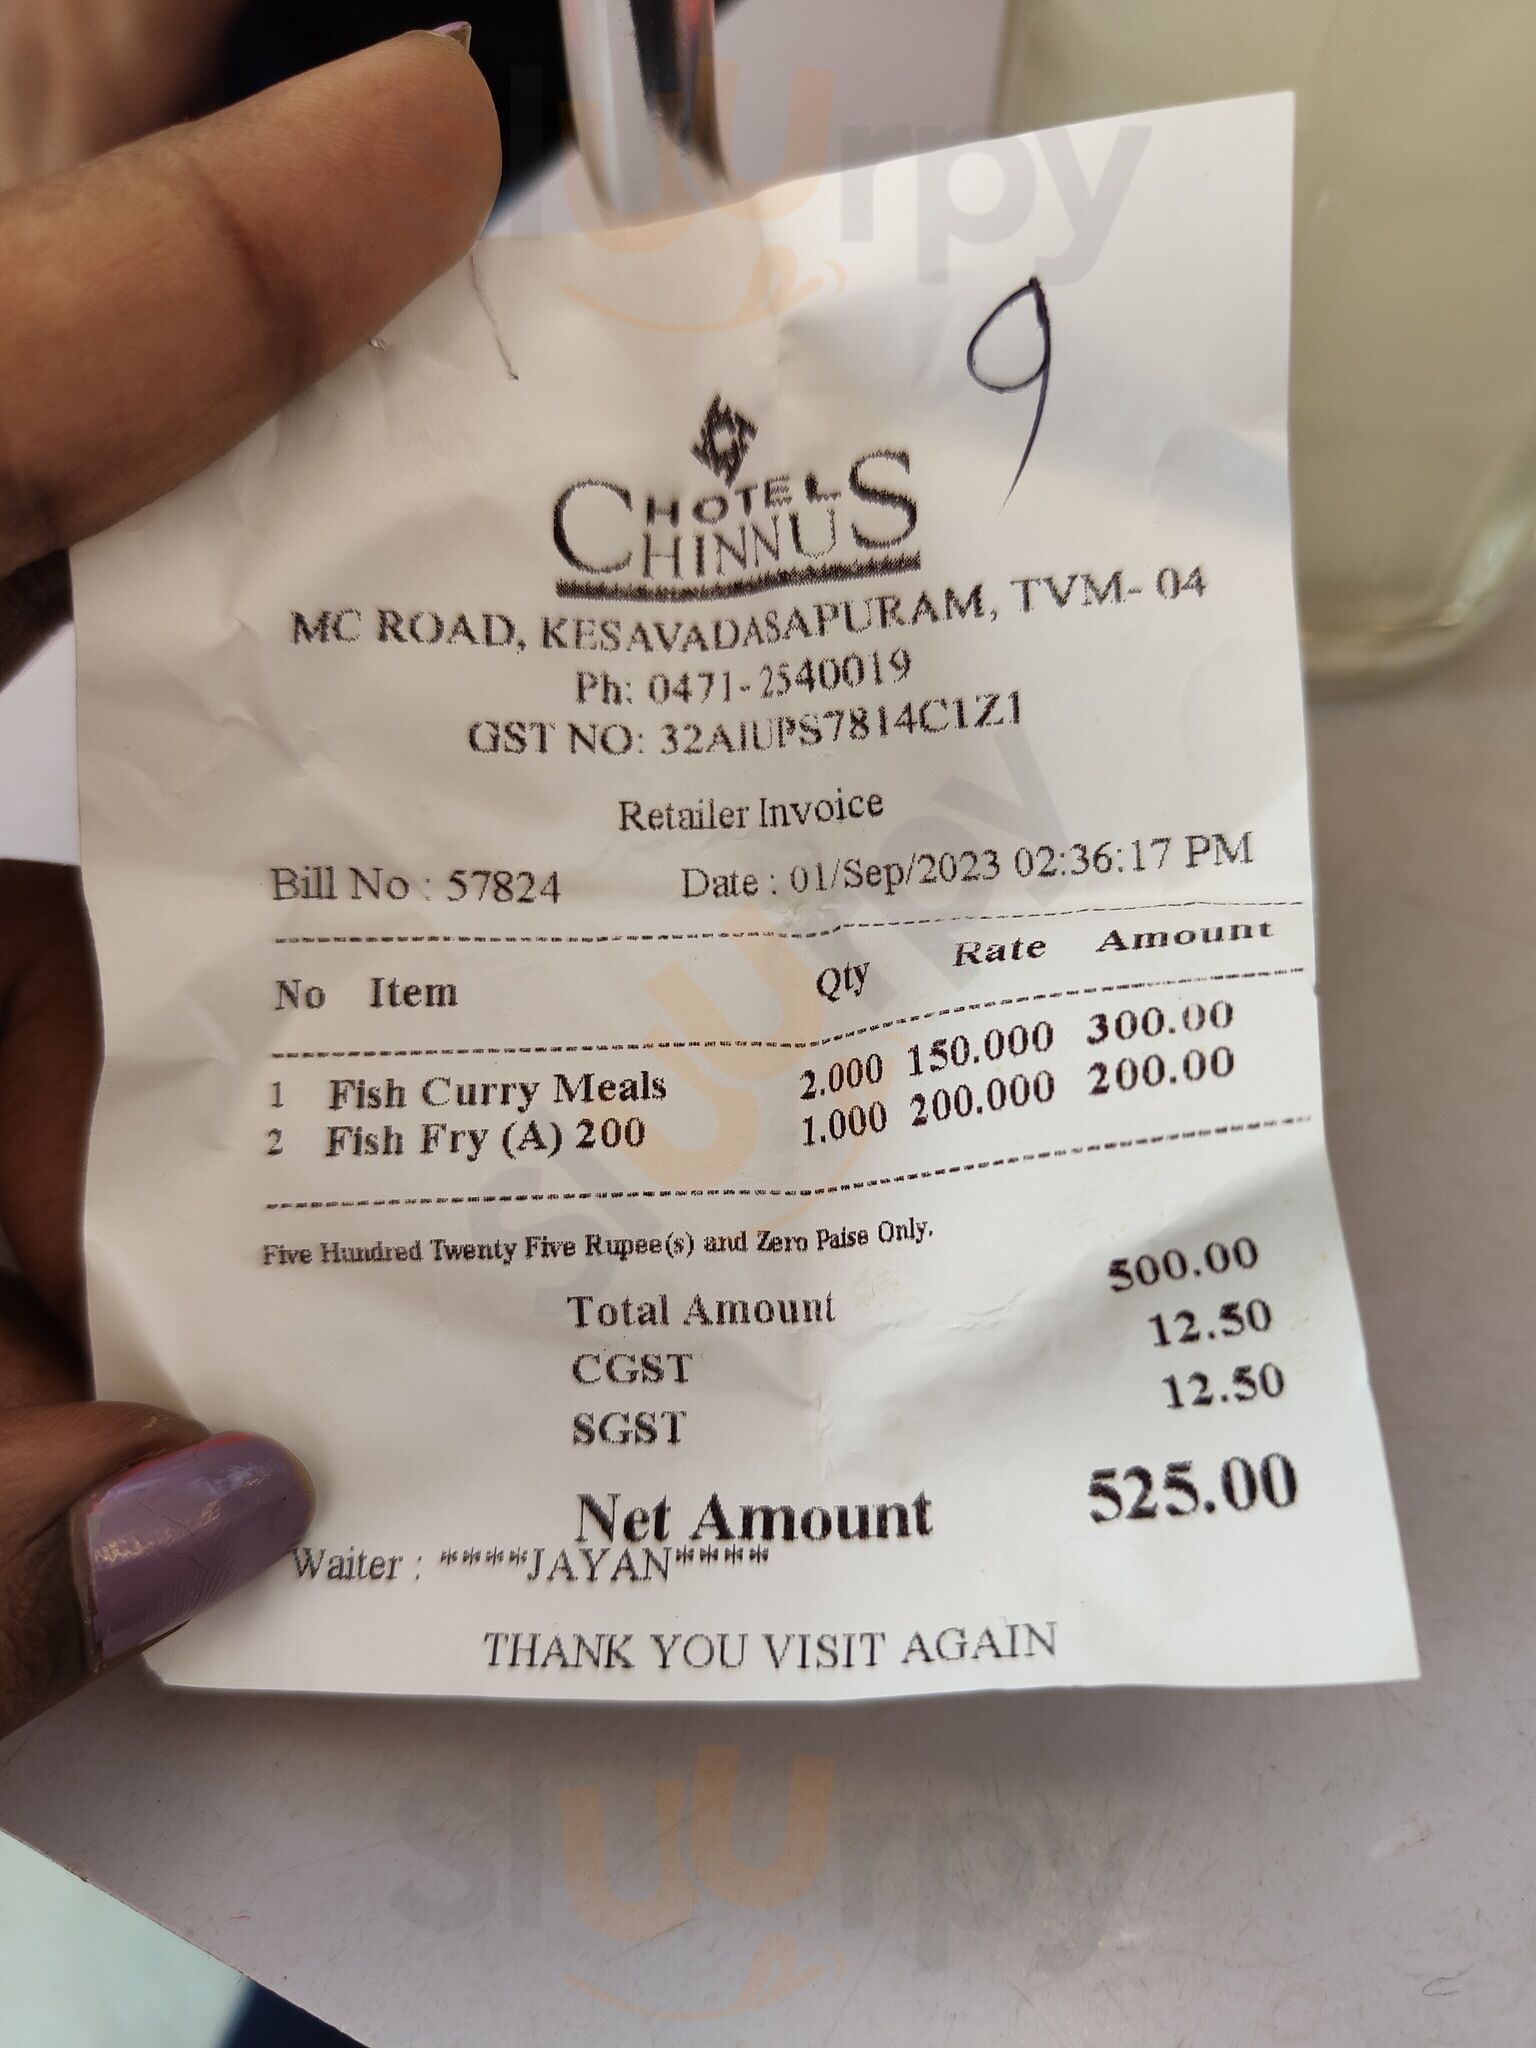 sluurpy
9
HOTEL
CHINNUS
MC ROAD, KESAVADASAPURAM, TVM- 04
Ph: 0471-2540019
GST NO: 32AIUPS7814C1Z1
Retailer Invoice
Bill No : 57824 Date : 01/Sep/2023 02:36:17 PM
No Item Qty Rate Amount
1 Fish Curry Meals 2.000 150.000 300.00
2 Fish Fry (A) 200 1.000 200.000 200.00
Five Hundred Twenty Five Rupee(s) and Zero Paise Only.
Total Amount 500.00
CGST 12.50
SGST 12.50
Net Amount 525.00
Waiter : ****JAYAN****
THANK YOU VISIT AGAIN
sluurpy
sluurpy